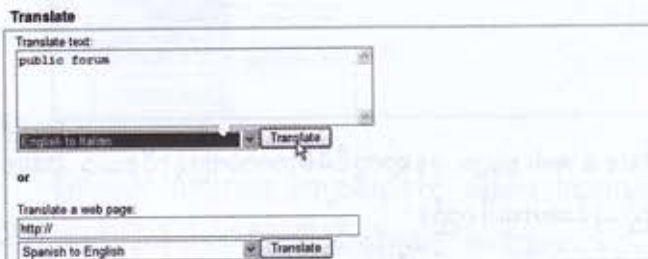 Translate
Translate text:
public forum
English to Italian Translate
or
Translate a web page:
http://
Spanish to English Translate